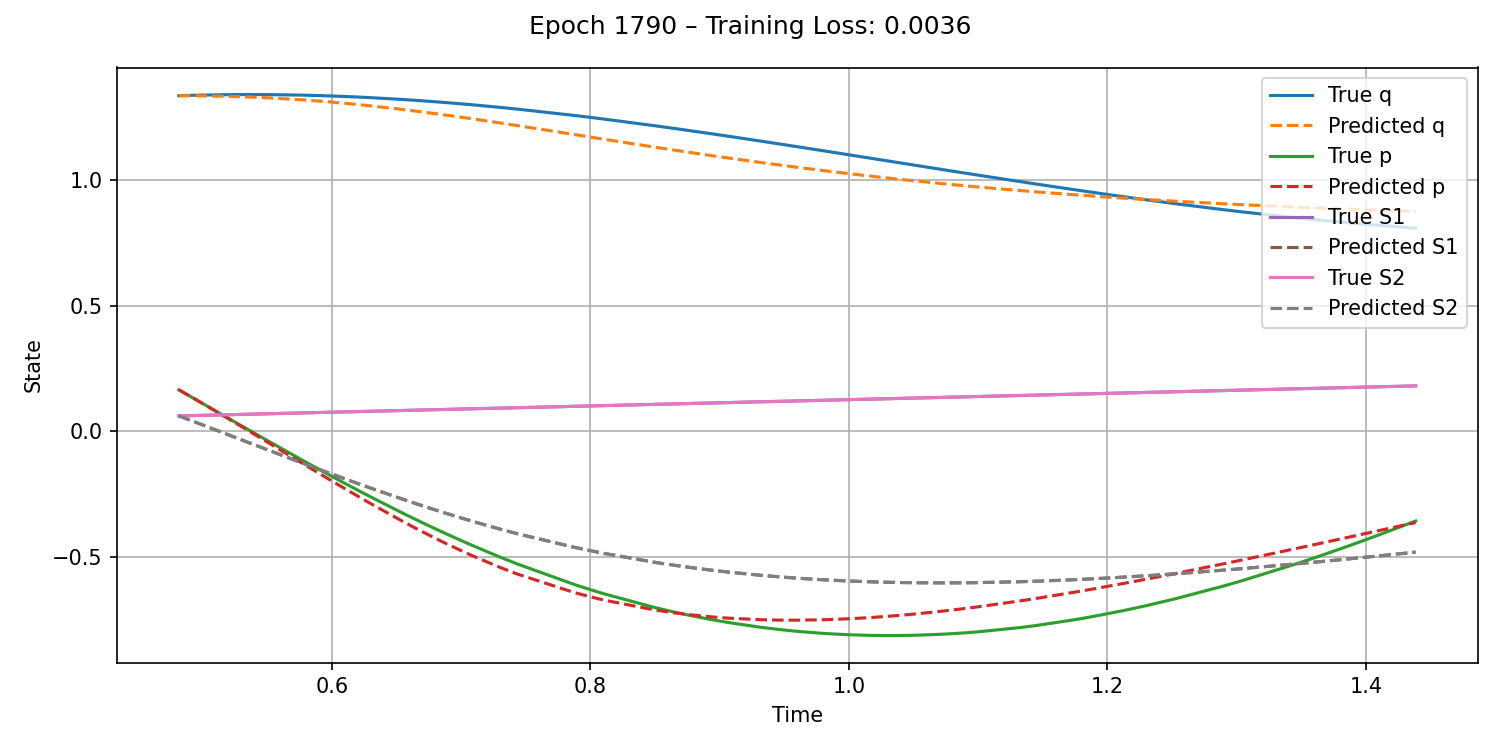 Epoch 1790 – Training Loss: 0.0036
True q
Predicted q
True p
Predicted p
True S1
Predicted S1
True S2
Predicted S2
State
1.0
0.5
0.0
−0.5
0.6
0.8
1.0
1.2
1.4
Time